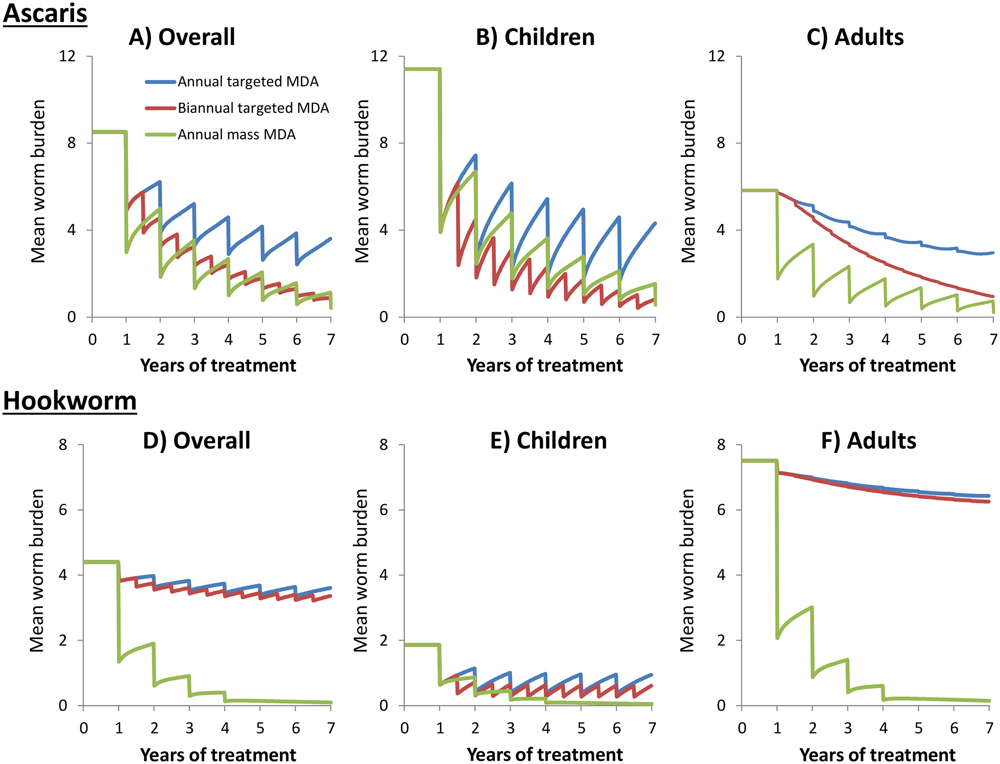 Ascaris
A) Overall
B) Children
C) Adults
12
8
4
0
Mean worm burden
Annual targeted MDA
Biannual targeted MDA
Annual mass MDA
0 1 2 3 4 5 6 7
Years of treatment
12
8
4
0
Mean worm burden
0 1 2 3 4 5 6 7
Years of treatment
12
8
4
0
Mean worm burden
0 1 2 3 4 5 6 7
Years of treatment
Hookworm
D) Overall
E) Children
F) Adults
8
6
4
2
0
Mean worm burden
0 1 2 3 4 5 6 7
Years of treatment
8
6
4
2
0
Mean worm burden
0 1 2 3 4 5 6 7
Years of treatment
8
6
4
2
0
Mean worm burden
0 1 2 3 4 5 6 7
Years of treatment